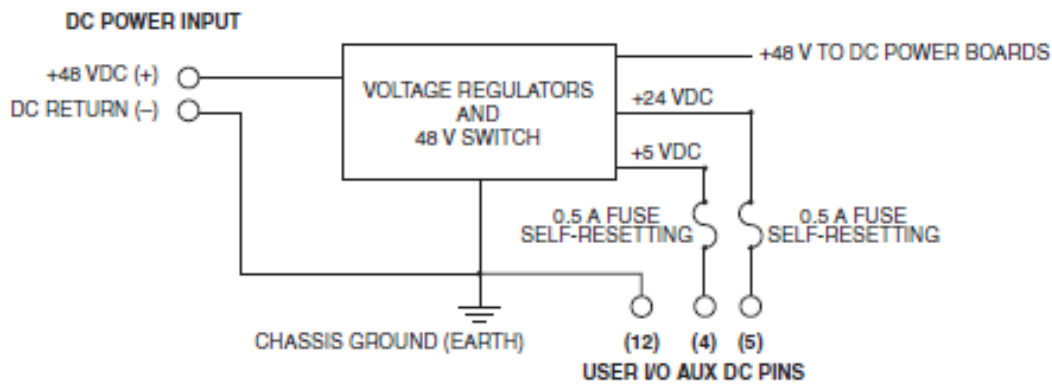 DC POWER INPUT
+48 VDC (+)
DC RETURN (–)
VOLTAGE REGULATORS
AND
48 V SWITCH
+48 V TO DC POWER BOARDS
+24 VDC
+5 VDC
0.5 A FUSE
SELF-RESETTING
0.5 A FUSE
SELF-RESETTING
CHASSIS GROUND (EARTH)
(12) (4) (5)
USER I/O AUX DC PINS